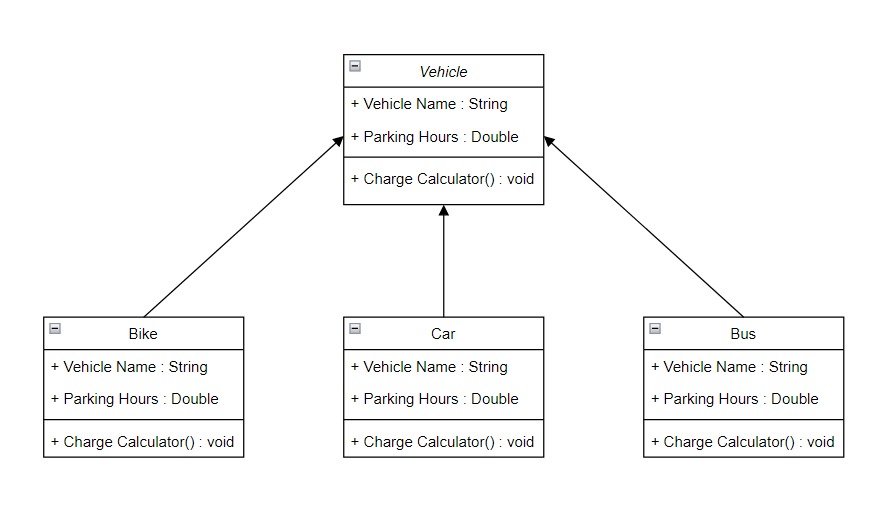 Vehicle
+ Vehicle Name : String
+ Parking Hours : Double
+ Charge Calculator() : void
Bike
+ Vehicle Name : String
+ Parking Hours : Double
+ Charge Calculator() : void
Car
+ Vehicle Name : String
+ Parking Hours : Double
+ Charge Calculator() : void
Bus
+ Vehicle Name : String
+ Parking Hours : Double
+ Charge Calculator() : void